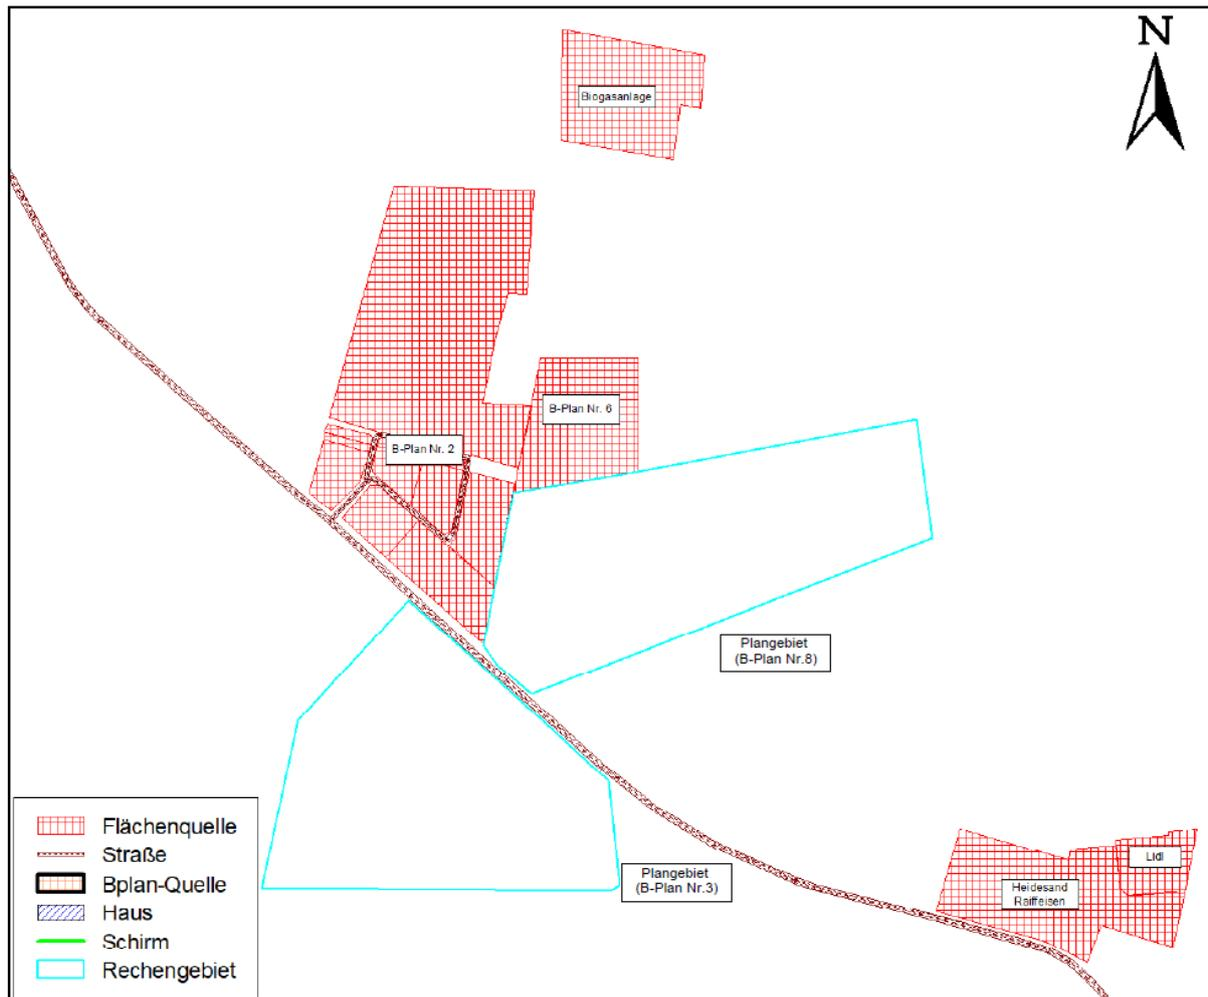 N
Biogasanlage
B-Plan Nr. 6
B-Plan Nr. 2
Plangebiet
(B-Plan Nr.8)
Plangebiet
(B-Plan Nr.3)
Lidl
Heidesand
Raiffeisen
Flächenquelle
Straße
Bplan-Quelle
Haus
Schirm
Rechengebiet